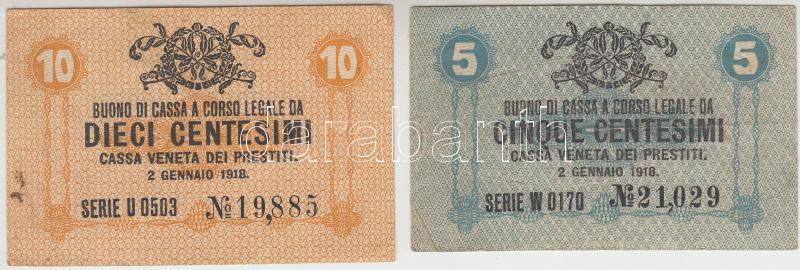 10 10
BUONO DI CASSA A CORSO LEGALE DA
DIECI CENTESIMI
CASSA VENETA DEI PRESTITI.
2 GENNAIO 1918.
SERIE U 0503 № 19,885
5 5
BUONO DI CASSA A CORSO LEGALE DA
CINQUE CENTESIMI
CASSA VENETA DEI PRESTITI.
2 GENNAIO 1918.
SERIE W 0170 № 21,029
darabanth